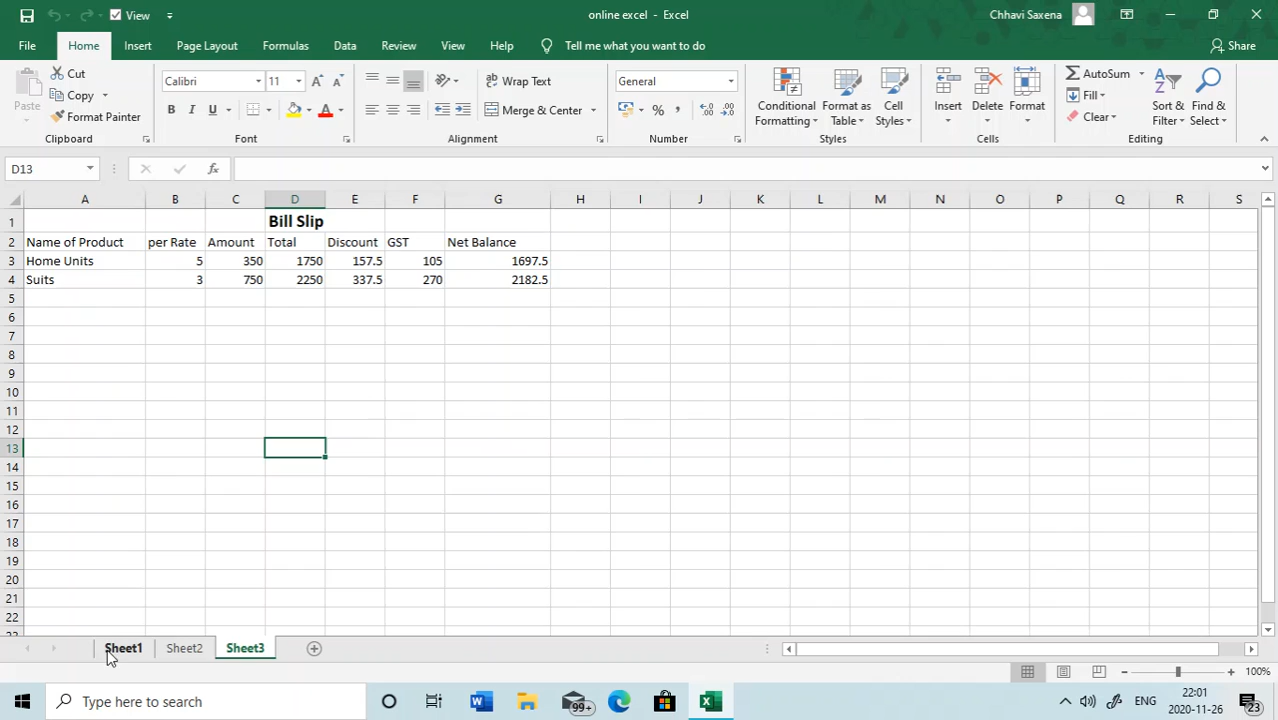 View
online excel - Excel
Chhavi Saxena
File Home Insert Page Layout Formulas Data Review View Help Tell me what you want to do Share
Paste
Cut
Copy
Format Painter
Clipboard
Calibri 11
B I U
Font
Wrap Text
Merge & Center
Alignment
General
%
Number
Conditional Formatting
Format as Table
Cell Styles
Styles
Insert Delete Format
Cells
AutoSum
Fill
Clear
Sort & Filter
Find & Select
Editing
D13 fx
A B C D E F G H I J K L M N O P Q R S
1 Bill Slip
2 Name of Product per Rate Amount Total Discount GST Net Balance
3 Home Units 5 350 1750 157.5 105 1697.5
4 Suits 3 750 2250 337.5 270 2182.5
5
6
7
8
9
10
11
12
13
14
15
16
17
18
19
20
21
22
Sheet1 Sheet2 Sheet3
100%
Type here to search
99+
ENG
22:01
2020-11-26
23